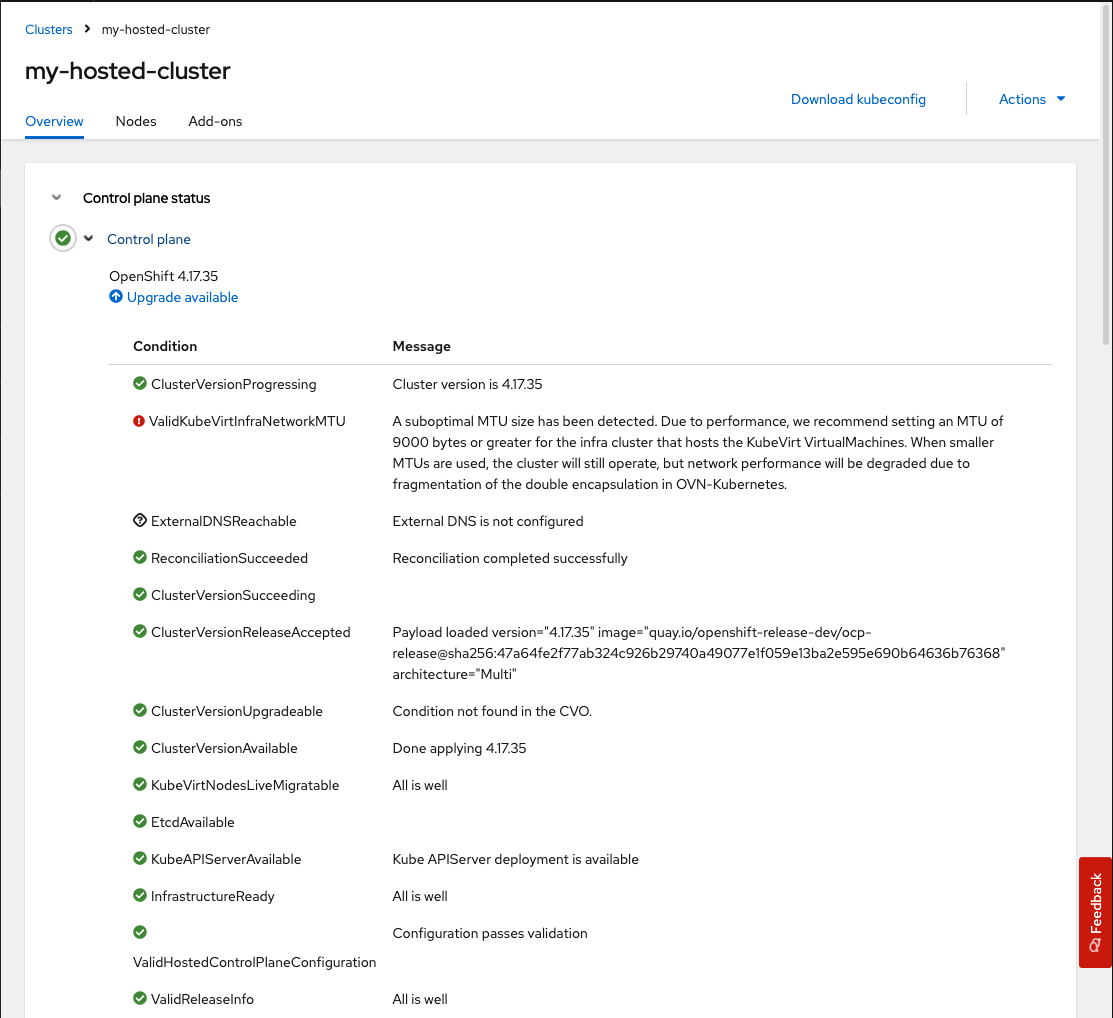 Clusters > my-hosted-cluster
my-hosted-cluster
Download kubeconfig
Actions
Overview Nodes Add-ons
Control plane status
Control plane
OpenShift 4.17.35
Upgrade available
Condition Message
ClusterVersionProgressing Cluster version is 4.17.35
ValidKubeVirtInfraNetworkMTU A suboptimal MTU size has been detected. Due to performance, we recommend setting an MTU of
9000 bytes or greater for the infra cluster that hosts the KubeVirt VirtualMachines. When smaller
MTUs are used, the cluster will still operate, but network performance will be degraded due to
fragmentation of the double encapsulation in OVN-Kubernetes.
ExternalDNSReachable External DNS is not configured
ReconciliationSucceeded Reconciliation completed successfully
ClusterVersionSucceeding
ClusterVersionReleaseAccepted Payload loaded version="4.17.35" image="quay.io/openshift-release-dev/ocp-
release@sha256:47a64fe2f77ab324c926b29740a49077e1f059e13ba2e595e690b64636b76368"
architecture="Multi"
ClusterVersionUpgradeable Condition not found in the CVO.
ClusterVersionAvailable Done applying 4.17.35
KubeVirtNodesLiveMigratable All is well
EtcdAvailable
KubeAPIServerAvailable Kube APIServer deployment is available
InfrastructureReady All is well
Configuration passes validation
ValidHostedControlPlaneConfiguration
ValidReleaseInfo All is well
Feedback